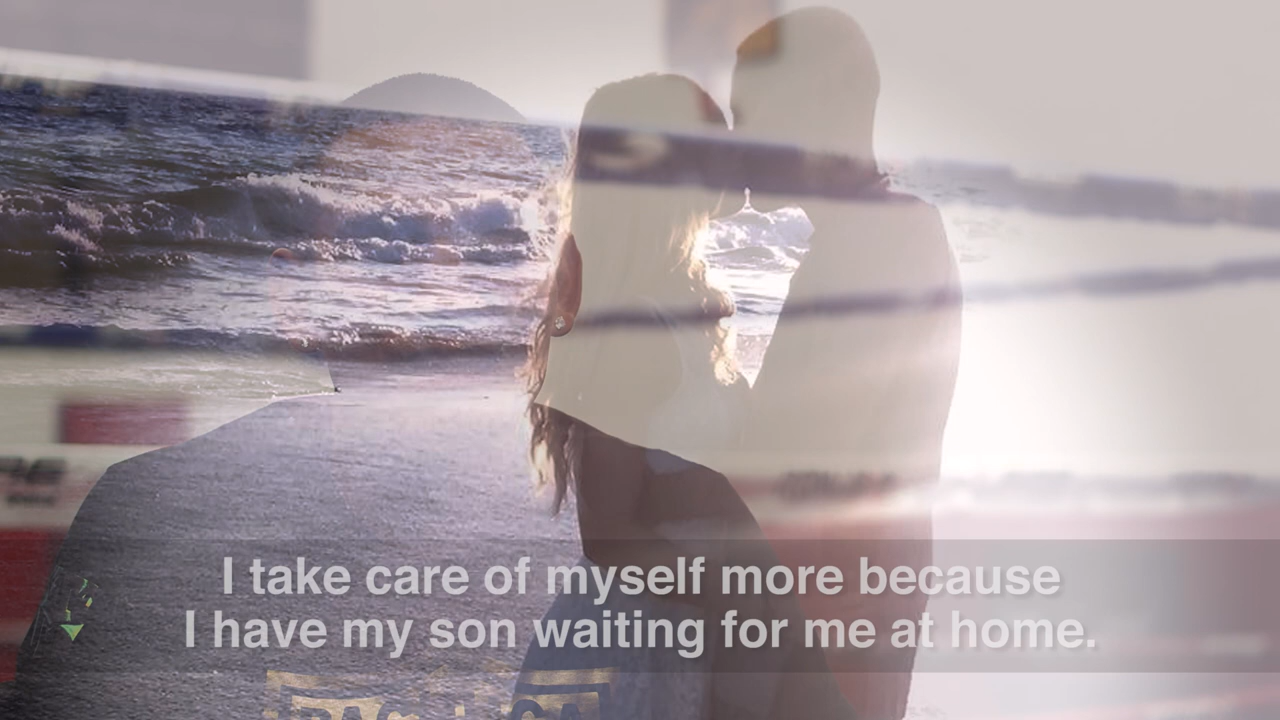 I take care of myself more because
I have my son waiting for me at home.